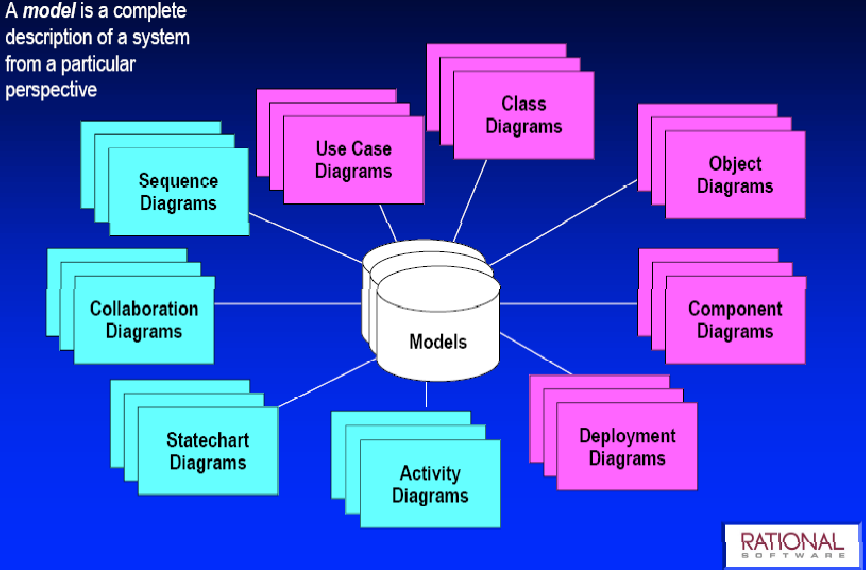 A model is a complete
description of a system
from a particular
perspective
Class
Diagrams
Use Case
Diagrams
Object
Diagrams
Sequence
Diagrams
Collaboration
Diagrams
Component
Diagrams
Models
Statechart
Diagrams
Deployment
Diagrams
Activity
Diagrams
RATIONAL
SOFTWARE